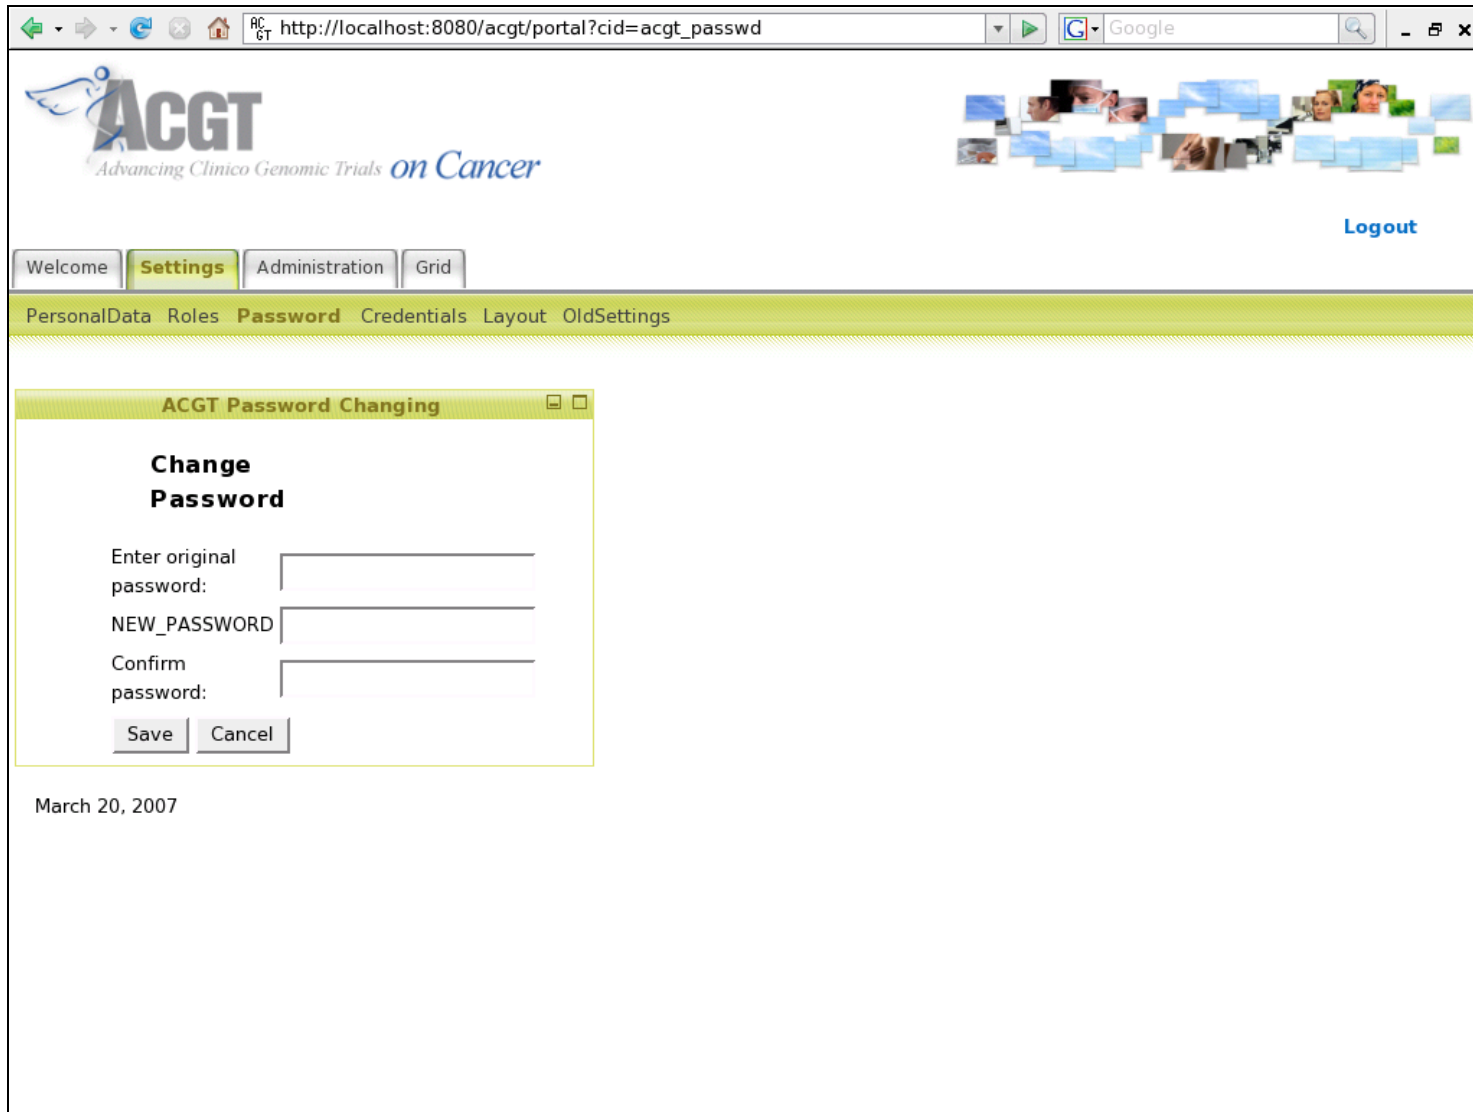 AC GT http://localhost:8080/acgt/portal?cid=acgt_passwd G Google
ACGT
Advancing Clinico Genomic Trials on Cancer
Logout
Welcome Settings Administration Grid
PersonalData Roles Password Credentials Layout OldSettings
ACGT Password Changing
Change
Password
Enter original
password:
NEW_PASSWORD
Confirm
password:
Save Cancel
March 20, 2007